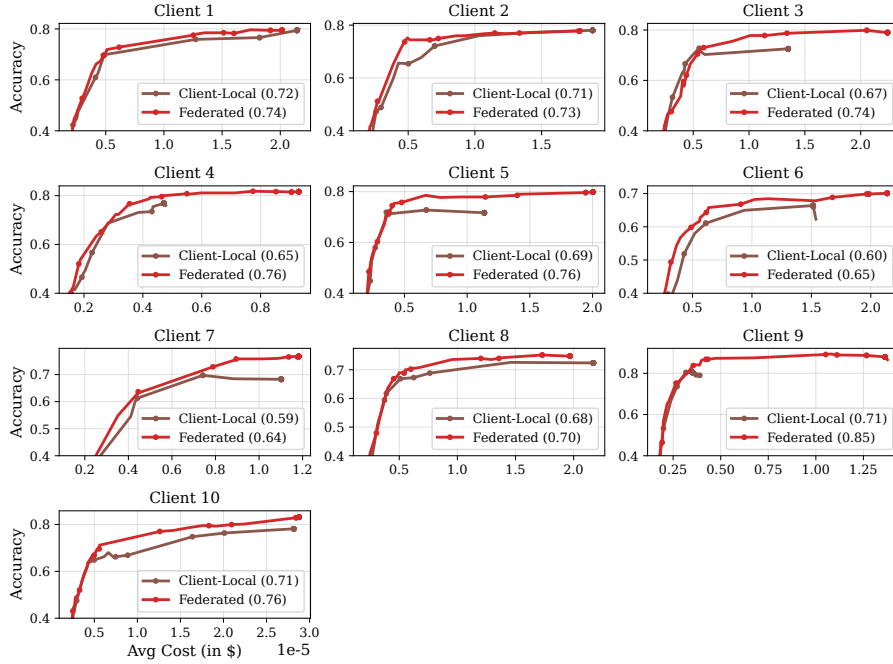 Client 1
Accuracy
0.8
0.6
0.4
Client-Local (0.72)
Federated (0.74)
0.5 1.0 1.5 2.0
Client 2
0.8
0.6
0.4
Client-Local (0.71)
Federated (0.73)
0.5 1.0 1.5
Client 3
0.8
0.6
0.4
Client-Local (0.67)
Federated (0.74)
0.5 1.0 1.5 2.0
Client 4
Accuracy
0.8
0.6
0.4
Client-Local (0.65)
Federated (0.76)
0.2 0.4 0.6 0.8
Client 5
0.8
0.6
0.4
Client-Local (0.69)
Federated (0.76)
0.5 1.0 1.5 2.0
Client 6
0.7
0.6
0.5
0.4
Client-Local (0.60)
Federated (0.65)
0.5 1.0 1.5 2.0
Client 7
Accuracy
0.7
0.6
0.5
0.4
Client-Local (0.59)
Federated (0.64)
0.2 0.4 0.6 0.8 1.0 1.2
Client 8
0.8
0.7
0.6
0.5
0.4
Client-Local (0.68)
Federated (0.70)
0.5 1.0 1.5 2.0
Client 9
0.8
0.6
0.4
Client-Local (0.71)
Federated (0.85)
0.25 0.50 0.75 1.00 1.25
Client 10
Accuracy
0.8
0.6
0.4
Client-Local (0.71)
Federated (0.76)
0.5 1.0 1.5 2.0 2.5 3.0
Avg Cost (in $) 1e-5